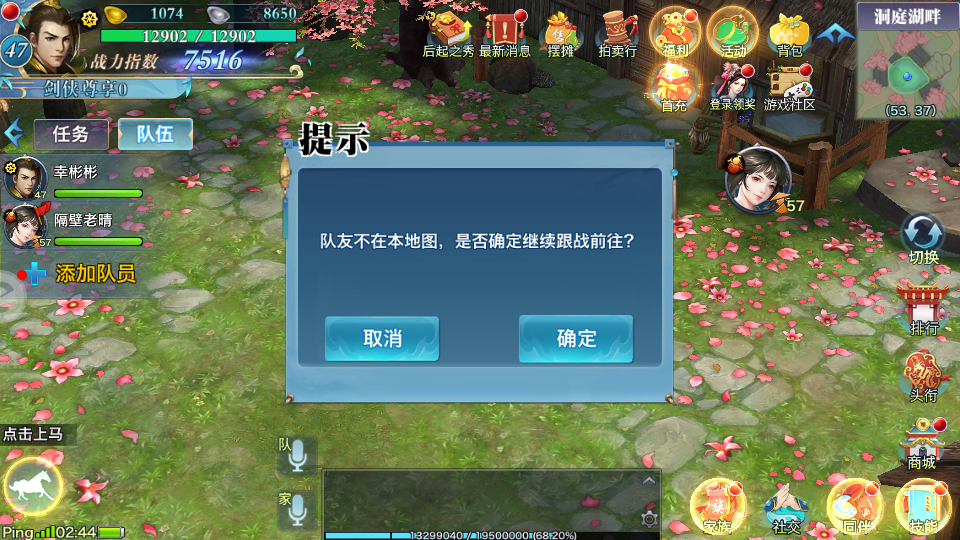 1074
8650
47
12902 / 12902
战力指数 7516
剑侠尊享0
后起之秀
最新消息
摆摊
拍卖行
福利
活动
背包
首充
登录领奖
游戏社区
洞庭湖畔
(53, 37)
任务
队伍
幸彬彬
47
隔壁老晴
57
添加队员
提示
队友不在本地图，是否确定继续跟战前往？
取消
确定
57
切换
排行
头衔
商城
点击上马
队
家
Ping
02:44
13299040 / 19500000 (68.20%)
家族
社交
同伴
技能